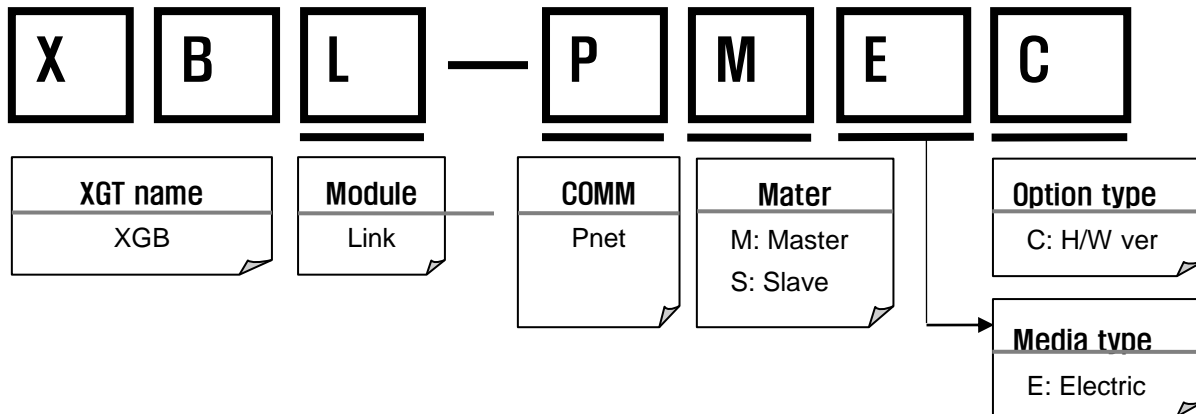 X B L — P M E C
XGT name
XGB
Module
Link
COMM
Pnet
Mater
M: Master
S: Slave
Option type
C: H/W ver
Media type
E: Electric